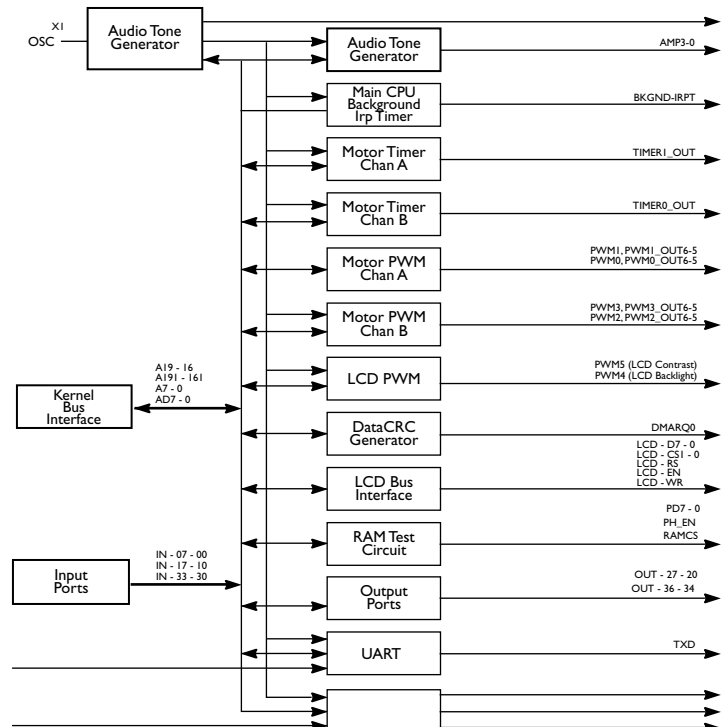 X1
OSC
Audio Tone
Generator
Audio Tone
Generator
AMP3-0
Main CPU
Background
Irp Timer
BKGND-IRPT
Motor Timer
Chan A
TIMER1_OUT
Motor Timer
Chan B
TIMER0_OUT
Motor PWM
Chan A
PWM1, PWM1_OUT6-5
PWM0, PWM0_OUT6-5
Motor PWM
Chan B
PWM3, PWM3_OUT6-5
PWM2, PWM2_OUT6-5
LCD PWM
PWM5 (LCD Contrast)
PWM4 (LCD Backlight)
Kernel
Bus
Interface
A19 - 16
A191 - 161
A7 - 0
AD7 - 0
DataCRC
Generator
DMARQ0
LCD Bus
Interface
LCD - D7 - 0
LCD - CS1 - 0
LCD - RS
LCD - EN
LCD - WR
RAM Test
Circuit
PD7 - 0
PH_EN
RAMCS
Input
Ports
IN - 07 - 00
IN - 17 - 10
IN - 33 - 30
Output
Ports
OUT - 27 - 20
OUT - 36 - 34
UART
TXD